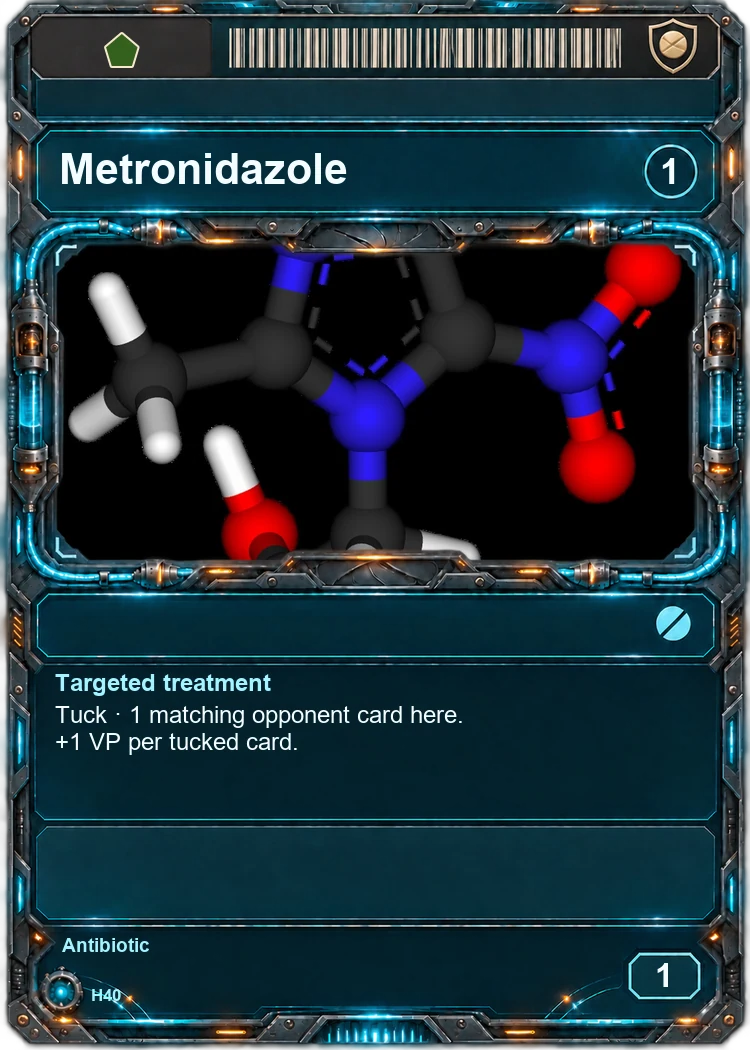 Metronidazole
1
Targeted treatment
Tuck · 1 matching opponent card here.
+1 VP per tucked card.
Antibiotic
H40
1